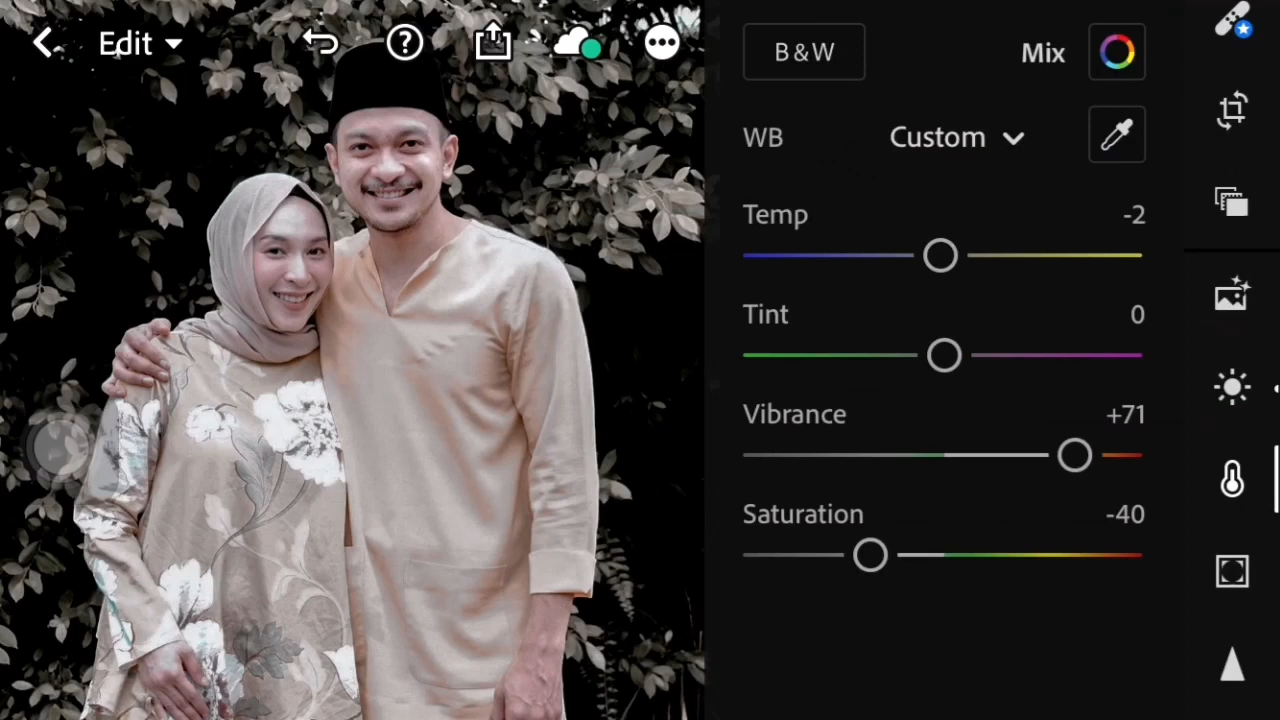 Edit
B&W
Mix
WB
Custom
Temp
-2
Tint
0
Vibrance
+71
Saturation
-40